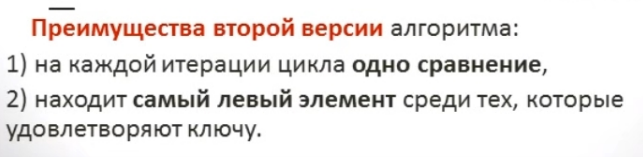 Преимущества второй версии алгоритма:
1) на каждой итерации цикла одно сравнение,
2) находит самый левый элемент среди тех, которые
удовлетворяют ключу.